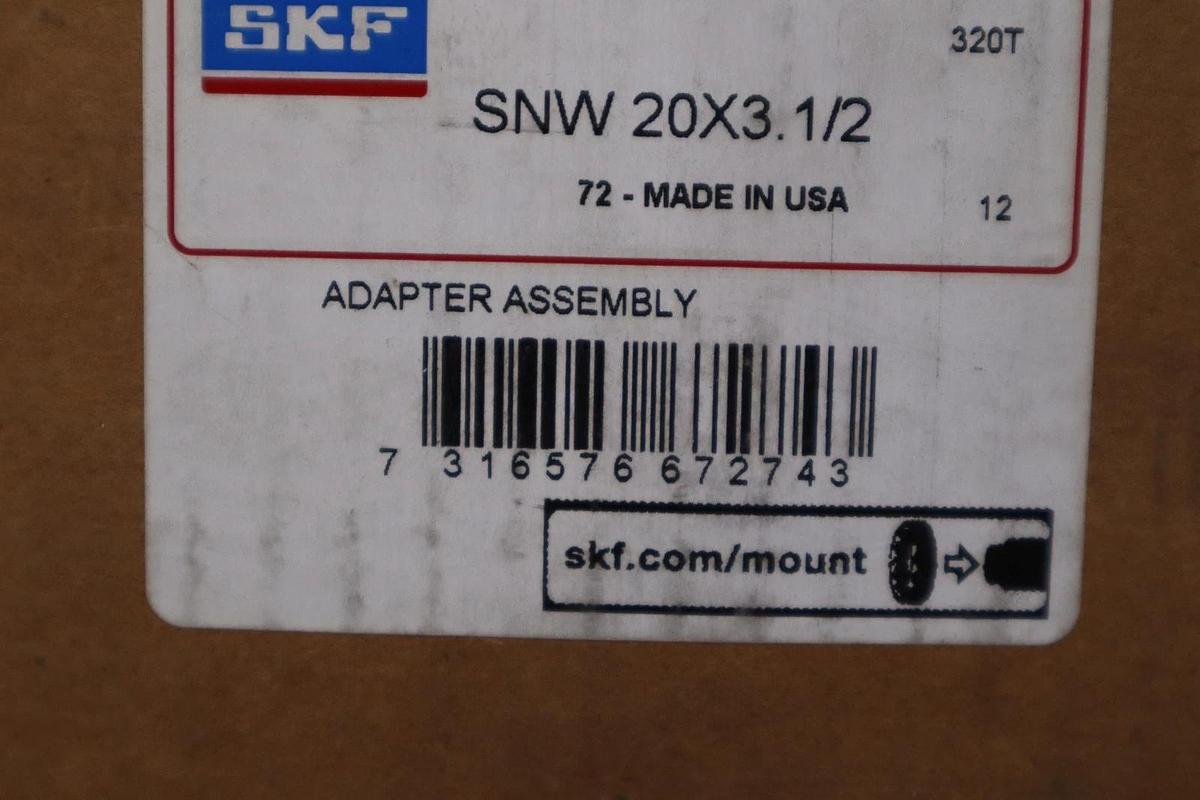 SKF
320T
SNW 20X3.1/2
72 - MADE IN USA
12
ADAPTER ASSEMBLY
7 316576 672743
skf.com/mount